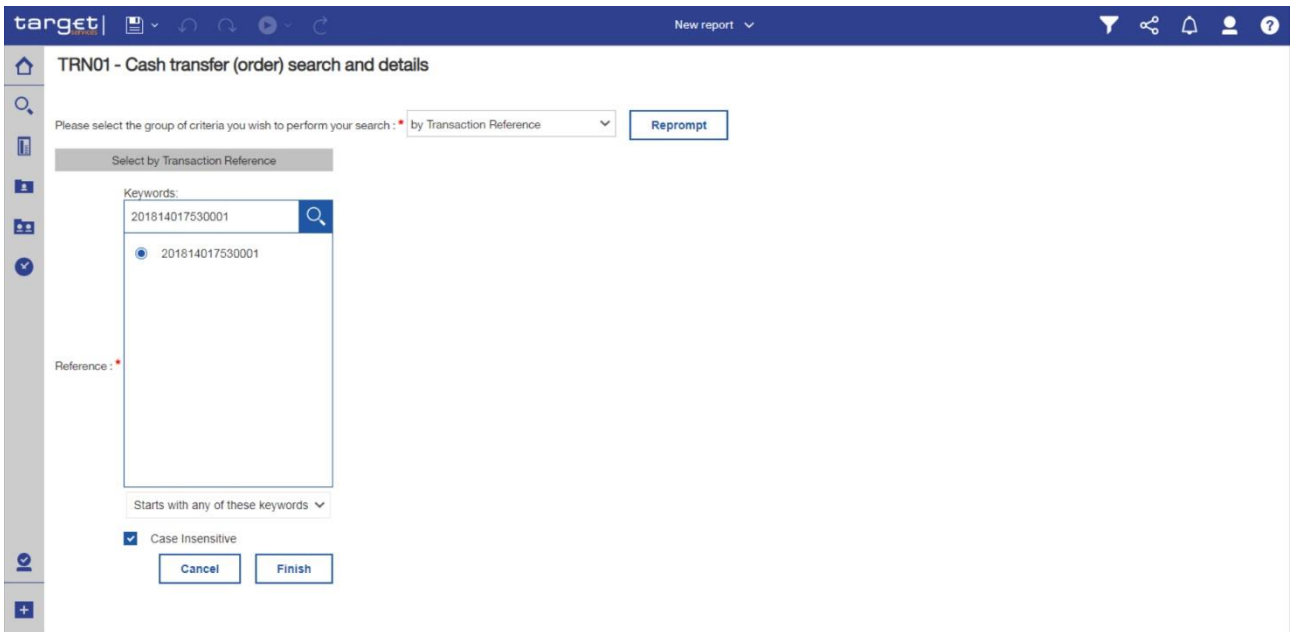 target| New report
services
TRN01 - Cash transfer (order) search and details
Please select the group of criteria you wish to perform your search : * by Transaction Reference Reprompt
Select by Transaction Reference
Keywords:
201814017530001
201814017530001
Reference : *
Starts with any of these keywords
Case Insensitive
Cancel Finish